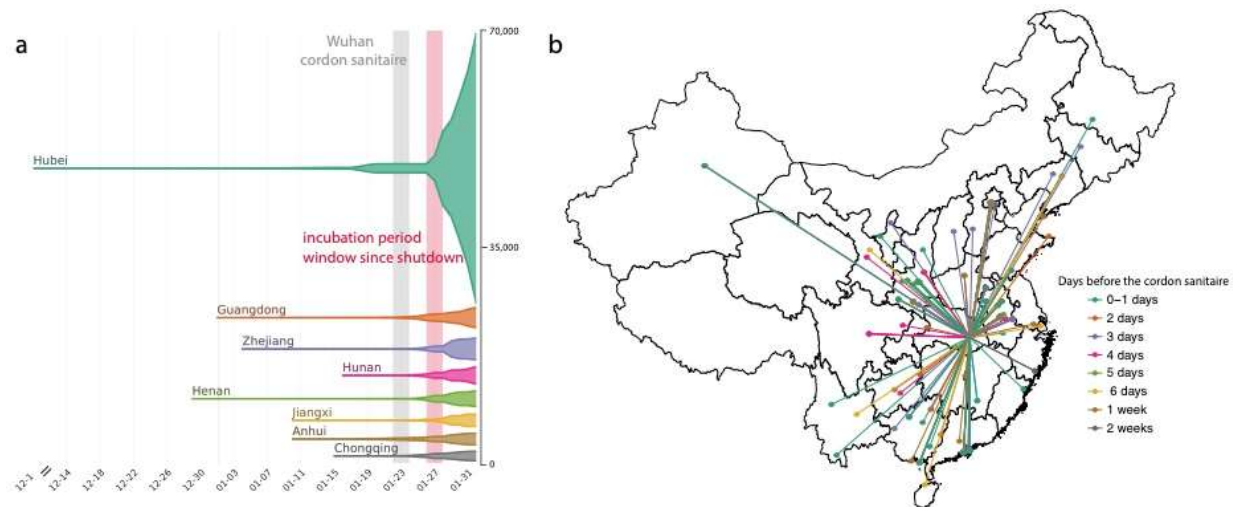 a
Wuhan
cordon sanitaire
70,000
Hubei
incubation period
window since shutdown
35,000
Guangdong
Zhejiang
Hunan
Henan
Jiangxi
Anhui
Chongqing
0
12-1
12-14
12-18
12-22
12-26
12-30
01-03
01-07
01-11
01-15
01-19
01-23
01-27
01-31
b
Days before the cordon sanitaire
0–1 days
2 days
3 days
4 days
5 days
6 days
1 week
2 weeks